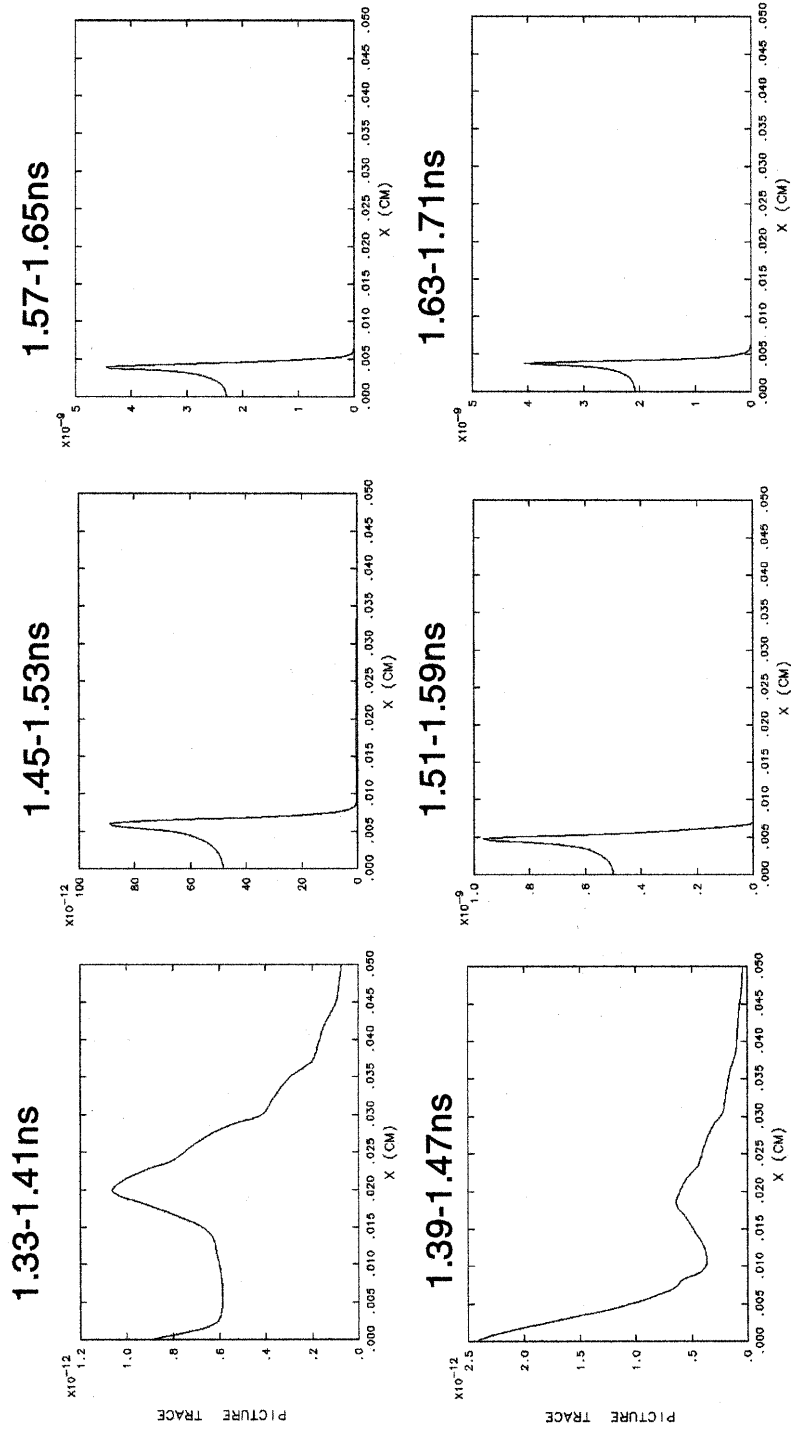 1.33-1.41ns
X10⁻¹²
1.2
1.0
.8
.6
.4
.2
.0
PICTURE TRACE
.000 .005 .010 .015 .020 .025 .030 .035 .040 .045 .050
X (CM)
1.45-1.53ns
X10⁻¹²
100
80
60
40
20
0
.000 .005 .010 .015 .020 .025 .030 .035 .040 .045 .050
X (CM)
1.57-1.65ns
X10⁻⁹
5
4
3
2
1
0
.000 .005 .010 .015 .020 .025 .030 .035 .040 .045 .050
X (CM)
1.39-1.47ns
X10⁻¹²
2.5
2.0
1.5
1.0
.5
.0
PICTURE TRACE
.000 .005 .010 .015 .020 .025 .030 .035 .040 .045 .050
X (CM)
1.51-1.59ns
X10⁻⁹
1.0
.8
.6
.4
.2
.0
.000 .005 .010 .015 .020 .025 .030 .035 .040 .045 .050
X (CM)
1.63-1.71ns
X10⁻⁹
5
4
3
2
1
0
.000 .005 .010 .015 .020 .025 .030 .035 .040 .045 .050
X (CM)